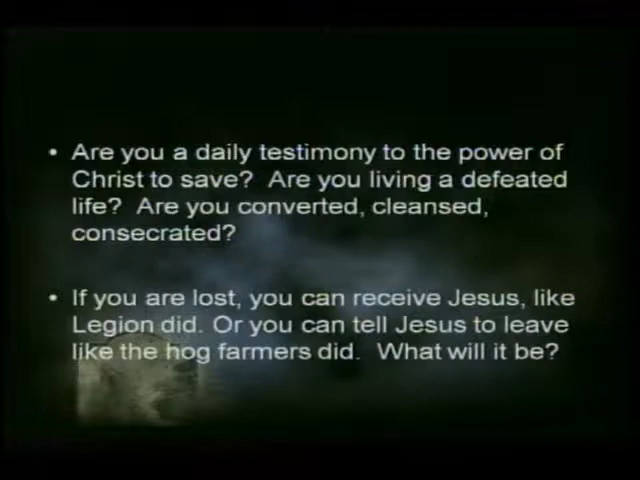 • Are you a daily testimony to the power of
Christ to save?  Are you living a defeated
life?  Are you converted, cleansed,
consecrated?
• If you are lost, you can receive Jesus, like
Legion did. Or you can tell Jesus to leave
like the hog farmers did.  What will it be?